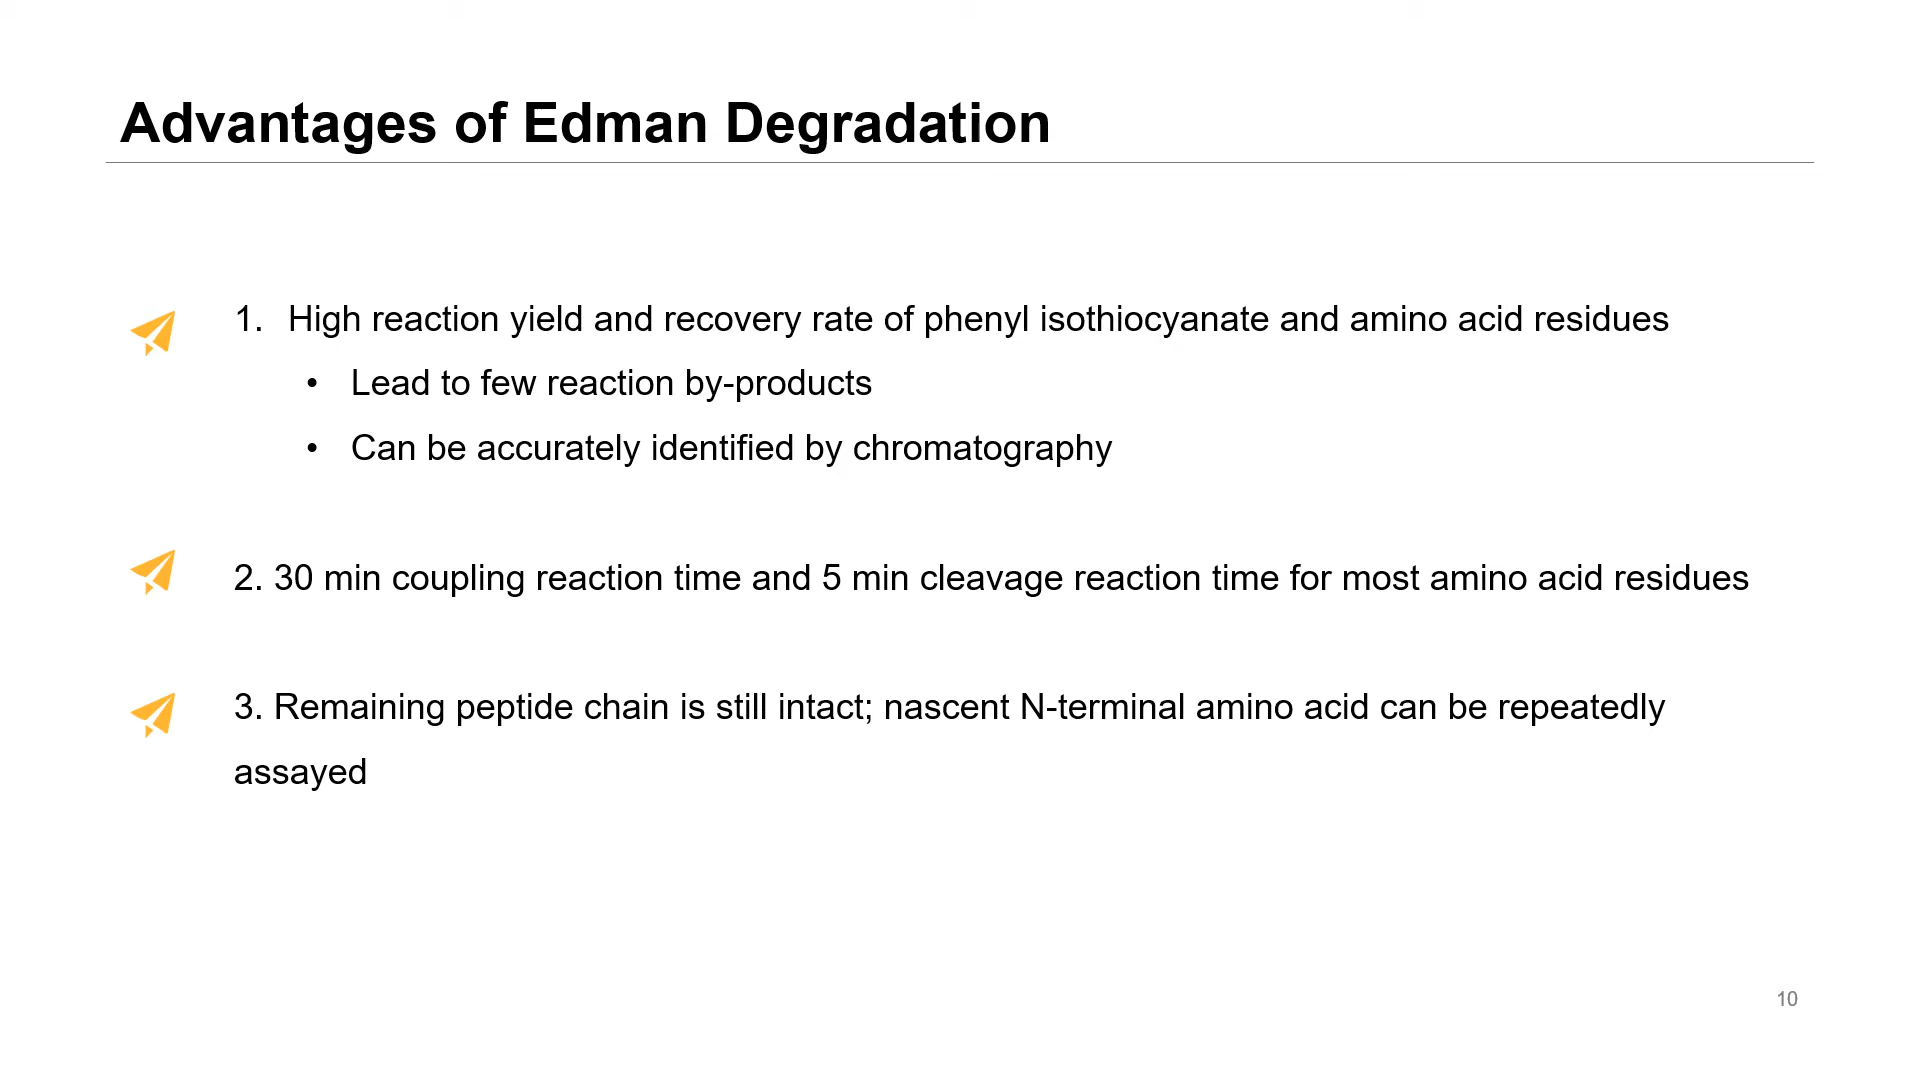 Advantages of Edman Degradation
1. High reaction yield and recovery rate of phenyl isothiocyanate and amino acid residues
• Lead to few reaction by-products
• Can be accurately identified by chromatography
2. 30 min coupling reaction time and 5 min cleavage reaction time for most amino acid residues
3. Remaining peptide chain is still intact; nascent N-terminal amino acid can be repeatedly
assayed
10